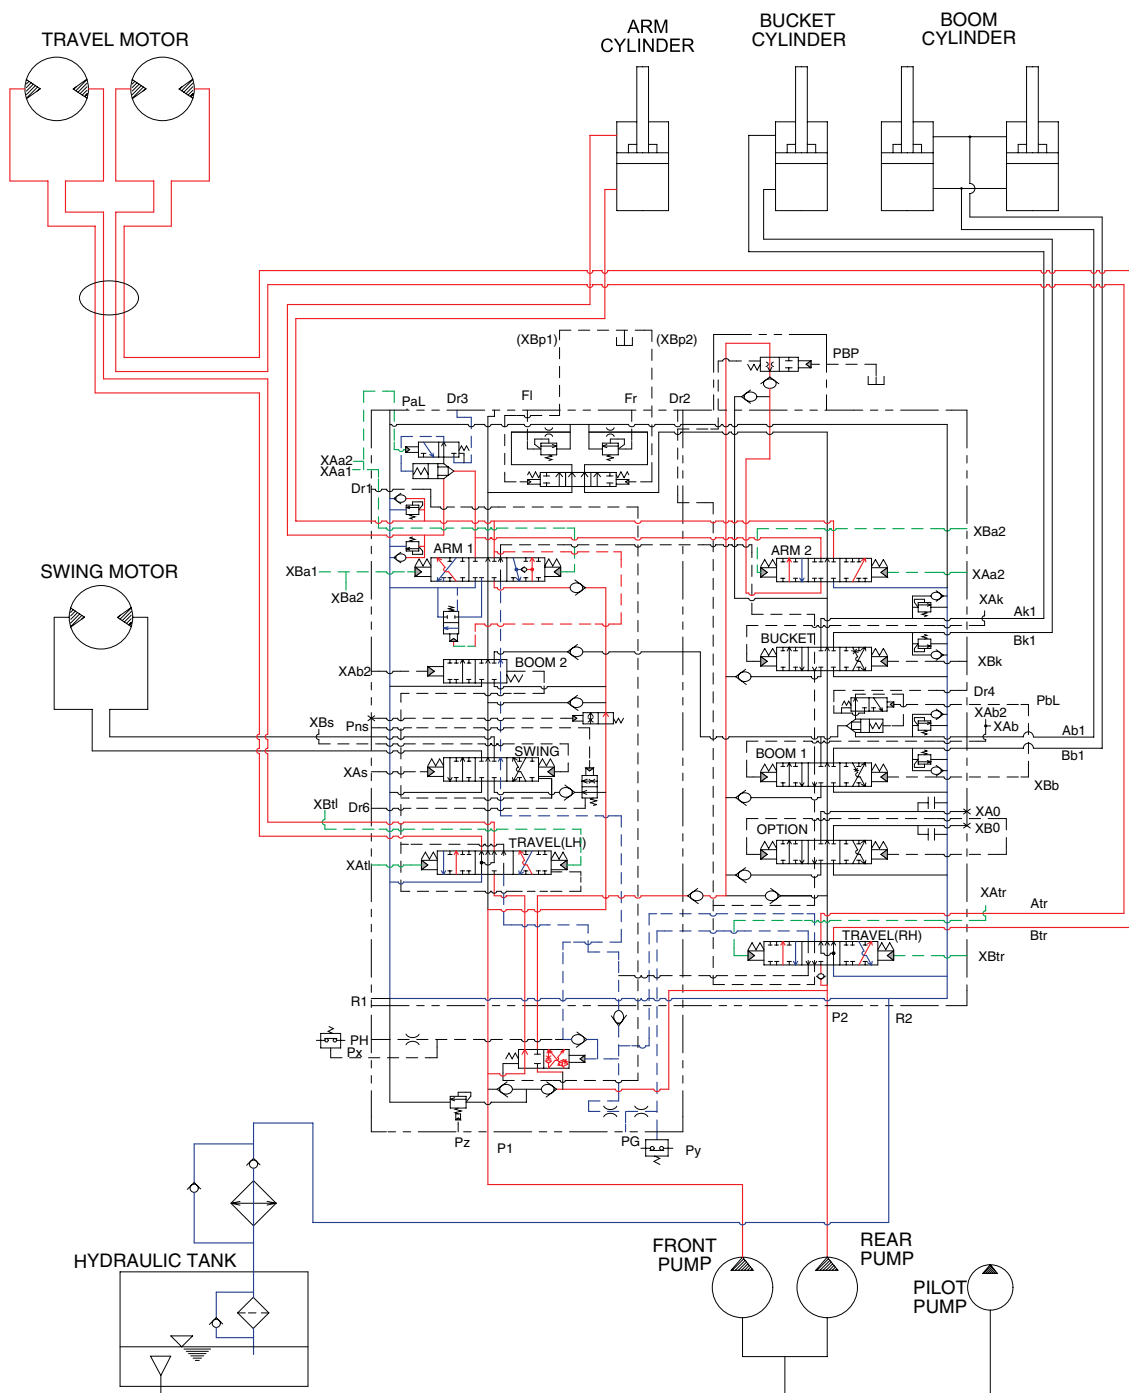 TRAVEL MOTOR
ARM
CYLINDER
BUCKET
CYLINDER
BOOM
CYLINDER
(XBp1)
(XBp2)
PBP
PaL
Dr3
Fl
Fr
Dr2
XAa2
XAa1
Dr1
XBa2
ARM 1
ARM 2
SWING MOTOR
XBa1
XBa2
XAa2
XAk
Ak1
BUCKET
Bk1
BOOM 2
XAb2
XBk
Dr4
PbL
XAb2
XAb
XBs
Pns
Ab1
SWING
BOOM 1
Bb1
XAs
XBb
XBtl
Dr6
XA0
OPTION
XB0
TRAVEL(LH)
XAtl
XAtr
Atr
TRAVEL(RH)
Btr
XBtr
R1
P2
R2
PH
Px
Pz
P1
PG
Py
HYDRAULIC TANK
FRONT
PUMP
REAR
PUMP
PILOT
PUMP